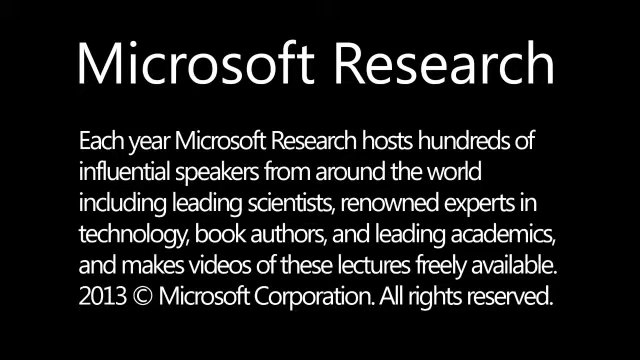 Microsoft Research
Each year Microsoft Research hosts hundreds of
influential speakers from around the world
including leading scientists, renowned experts in
technology, book authors, and leading academics,
and makes videos of these lectures freely available.
2013 © Microsoft Corporation. All rights reserved.